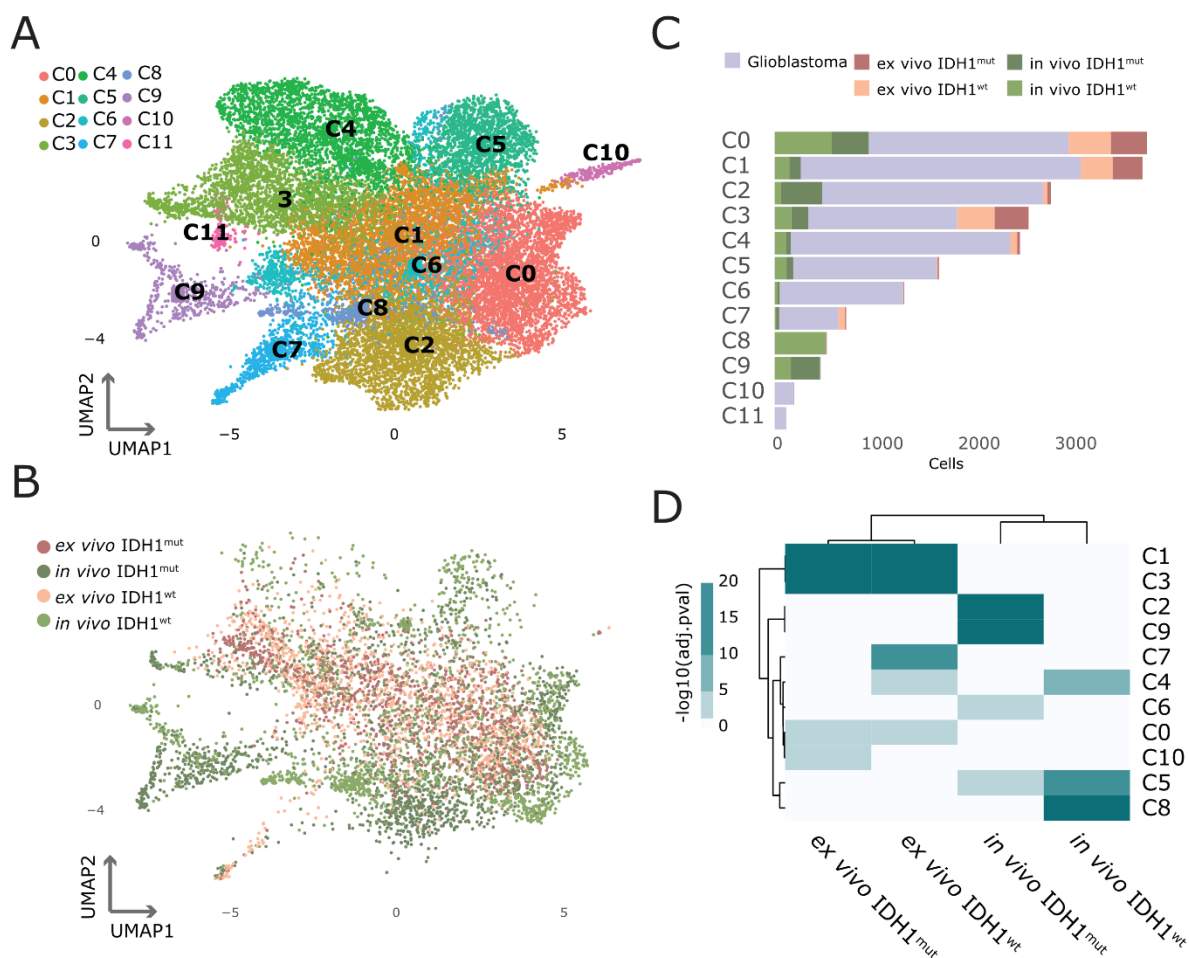 A
C0 C4 C8
C1 C5 C9
C2 C6 C10
C3 C7 C11
C4
C5
C10
3
C11
C1
C6
C0
C9
C8
C7
C2
0
−4
−5 0 5
UMAP2
UMAP1
B
ex vivo IDH1mut
in vivo IDH1mut
ex vivo IDH1wt
in vivo IDH1wt
0
−4
−5 0 5
UMAP2
UMAP1
C
Glioblastoma ex vivo IDH1mut in vivo IDH1mut
ex vivo IDH1wt in vivo IDH1wt
C0
C1
C2
C3
C4
C5
C6
C7
C8
C9
C10
C11
0 1000 2000 3000
Cells
D
-log10(adj.pval)
20
15
10
5
0
C1
C3
C2
C9
C7
C4
C6
C0
C10
C5
C8
ex vivo IDH1mut
ex vivo IDH1wt
in vivo IDH1mut
in vivo IDH1wt